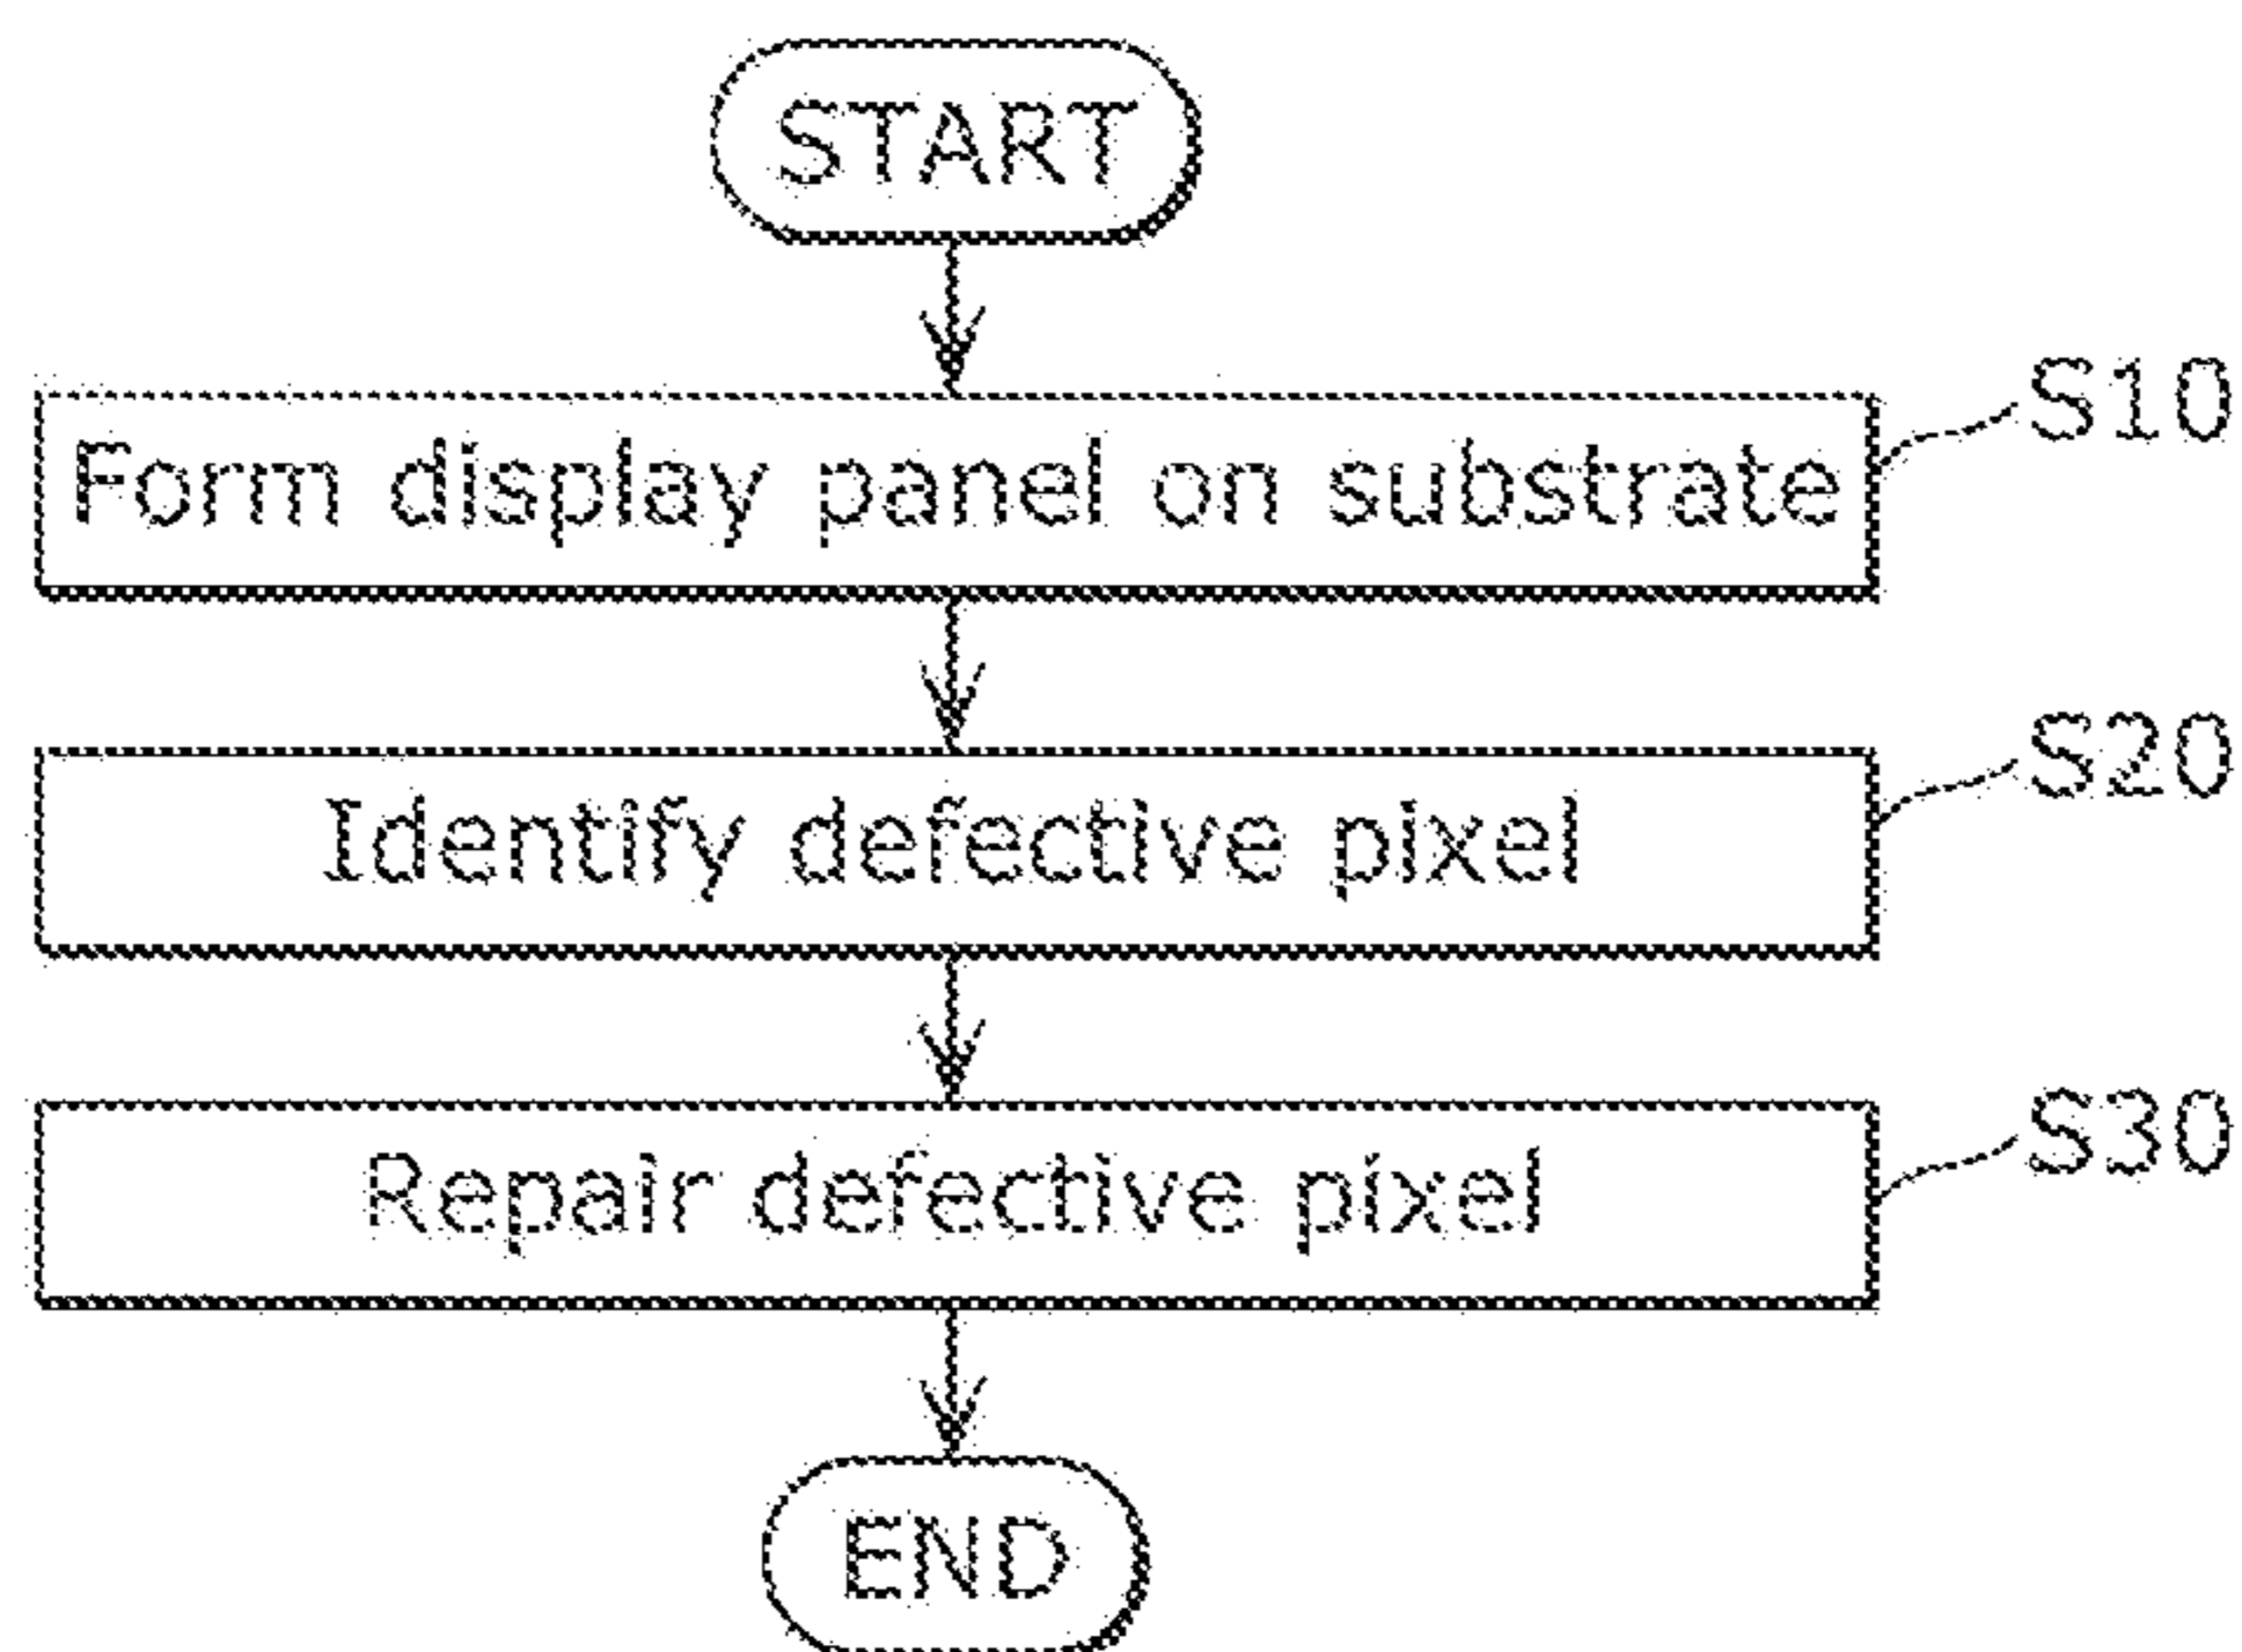 START
Form display panel on substrate
S10
Identify defective pixel
S20
Repair defective pixel
S30
END